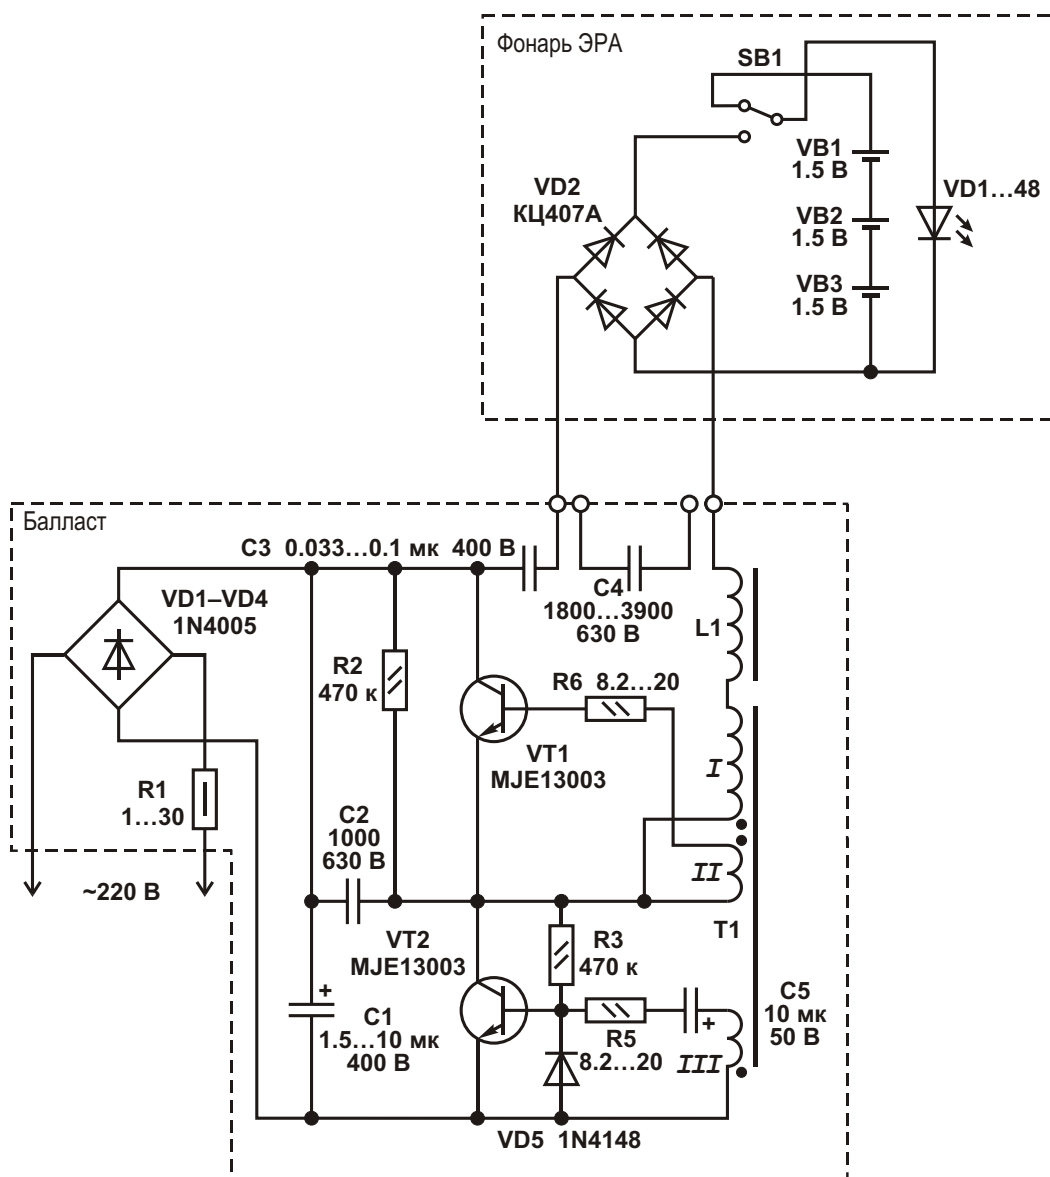 Фонарь ЭРА
SB1
VB1
1.5 В
VD2
КЦ407А
VD1...48
VB2
1.5 В
VB3
1.5 В
Балласт
C3 0.033...0.1 мк 400 В
C4
1800...3900
630 В
L1
VD1–VD4
1N4005
R2
470 к
R6 8.2...20
VT1
MJE13003
I
R1
1...30
C2
1000
630 В
~220 В
II
T1
VT2
MJE13003
R3
470 к
+
C1
1.5...10 мк
400 В
C5
10 мк
50 В
+
R5
8.2...20
III
VD5 1N4148